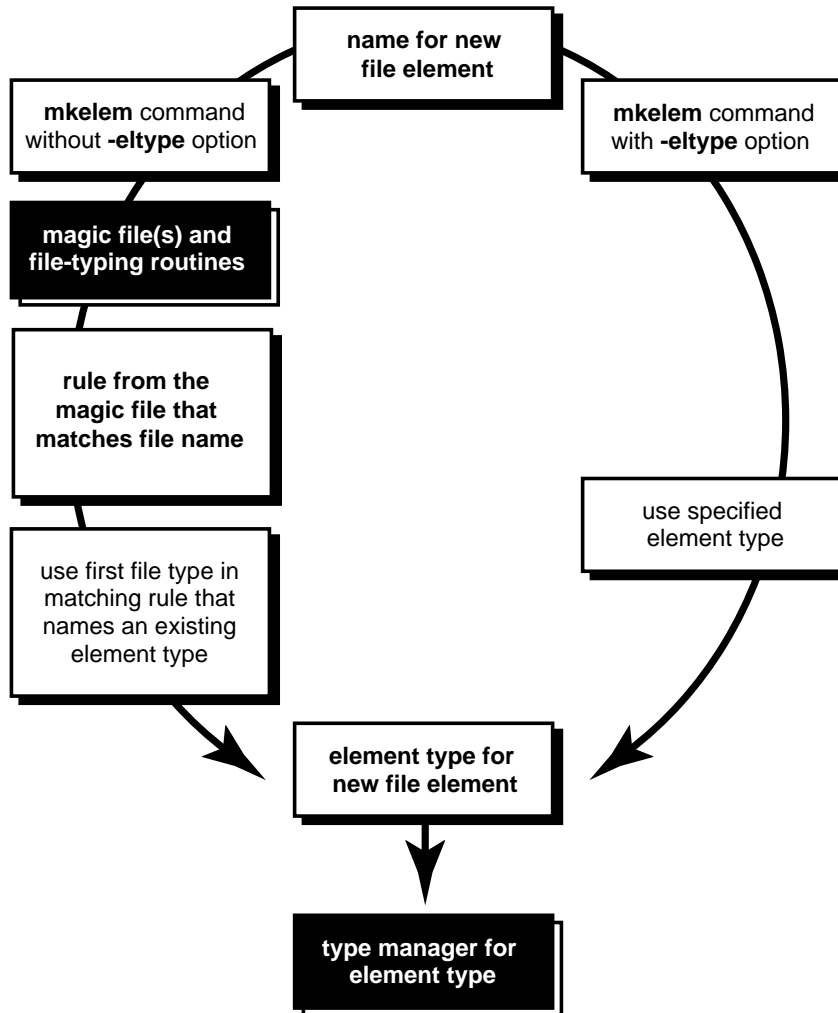 name for new
file element
mkelem command
without -eltype option
mkelem command
with -eltype option
magic file(s) and
file-typing routines
rule from the
magic file that
matches file name
use first file type in
matching rule that
names an existing
element type
use specified
element type
element type for
new file element
type manager for
element type